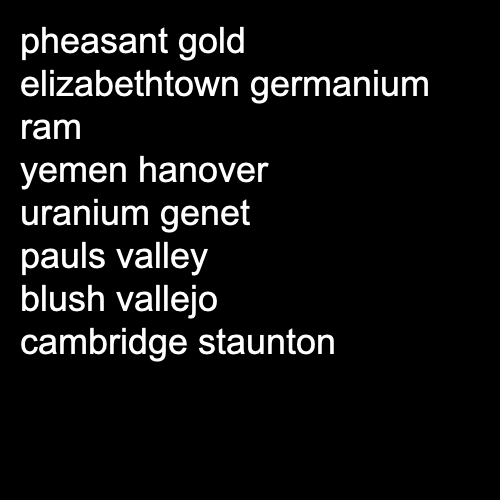 pheasant gold
elizabethtown germanium
ram
yemen hanover
uranium genet
pauls valley
blush vallejo
cambridge staunton